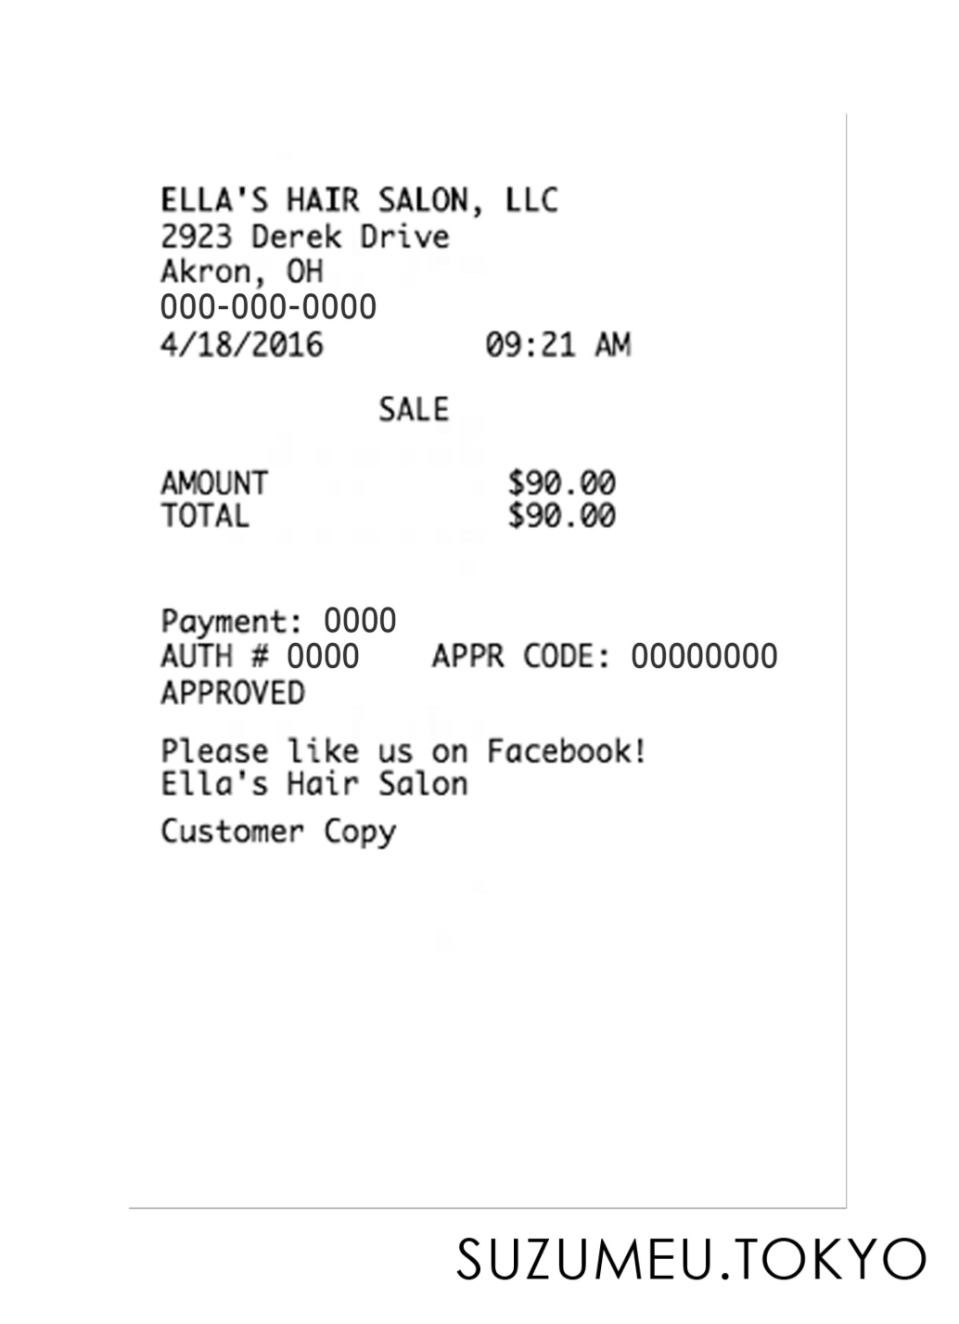 ELLA'S HAIR SALON, LLC
2923 Derek Drive
Akron, OH
000-000-0000
4/18/2016 09:21 AM
SALE
AMOUNT $90.00
TOTAL $90.00
Payment: 0000
AUTH # 0000 APPR CODE: 00000000
APPROVED
Please like us on Facebook!
Ella's Hair Salon
Customer Copy
SUZUMEU.TOKYO